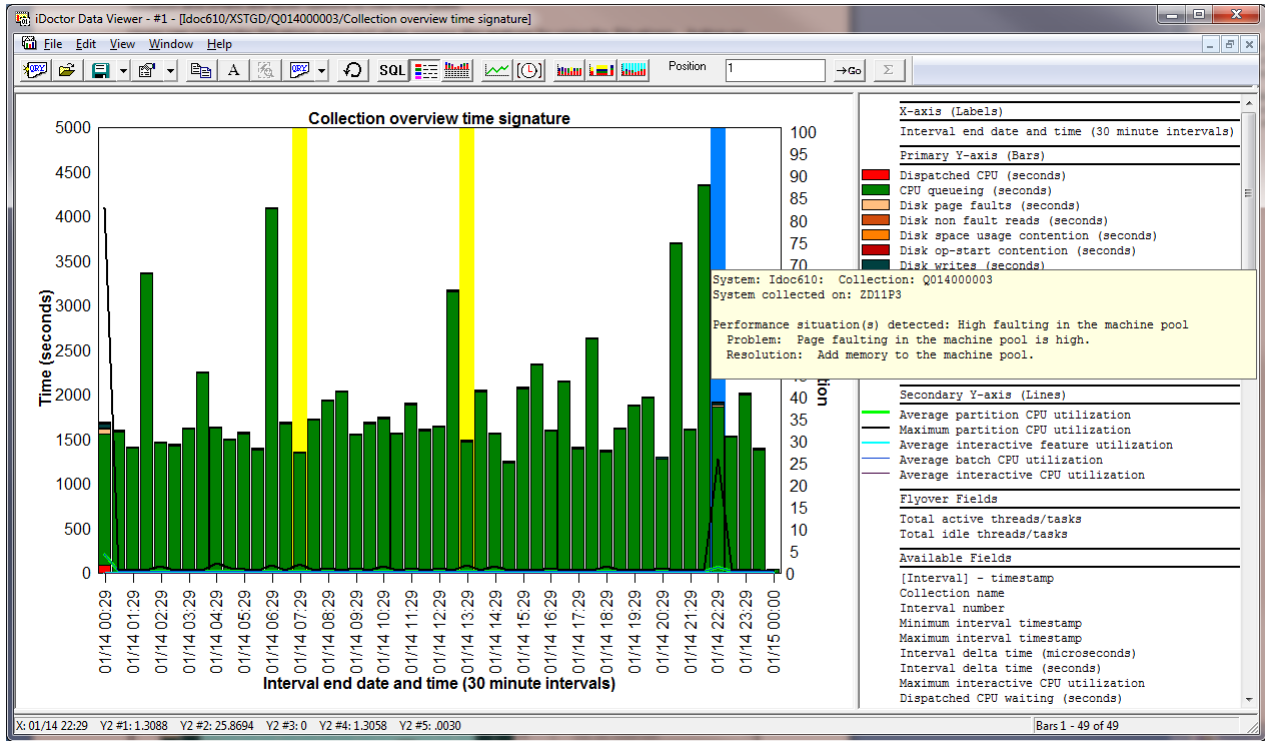 iDoctor Data Viewer - #1 - [Idoc610/XSTGD/Q014000003/Collection overview time signature]
File Edit View Window Help
QRY A QRY SQL Position 1 Go Σ
Collection overview time signature
5000
4500
4000
3500
3000
2500
2000
1500
1000
500
0
Time (seconds)
100
95
90
85
80
75
70
40
35
30
25
20
15
10
5
0
01/14 00:29
01/14 01:29
01/14 02:29
01/14 03:29
01/14 04:29
01/14 05:29
01/14 06:29
01/14 07:29
01/14 08:29
01/14 09:29
01/14 10:29
01/14 11:29
01/14 12:29
01/14 13:29
01/14 14:29
01/14 15:29
01/14 16:29
01/14 17:29
01/14 18:29
01/14 19:29
01/14 20:29
01/14 21:29
01/14 22:29
01/14 23:29
01/15 00:00
Interval end date and time (30 minute intervals)
System: Idoc610: Collection: Q014000003
System collected on: ZD11P3
Performance situation(s) detected: High faulting in the machine pool
Problem: Page faulting in the machine pool is high.
Resolution: Add memory to the machine pool.
X-axis (Labels)
Interval end date and time (30 minute intervals)
Primary Y-axis (Bars)
Dispatched CPU (seconds)
CPU queueing (seconds)
Disk page faults (seconds)
Disk non fault reads (seconds)
Disk space usage contention (seconds)
Disk op-start contention (seconds)
Disk writes (seconds)
Secondary Y-axis (Lines)
Average partition CPU utilization
Maximum partition CPU utilization
Average interactive feature utilization
Average batch CPU utilization
Average interactive CPU utilization
Flyover Fields
Total active threads/tasks
Total idle threads/tasks
Available Fields
[Interval] - timestamp
Collection name
Interval number
Minimum interval timestamp
Maximum interval timestamp
Interval delta time (microseconds)
Interval delta time (seconds)
Maximum interactive CPU utilization
Dispatched CPU waiting (seconds)
X: 01/14 22:29 Y2 #1: 1.3088 Y2 #2: 25.8694 Y2 #3: 0 Y2 #4: 1.3058 Y2 #5: .0030
Bars 1 - 49 of 49